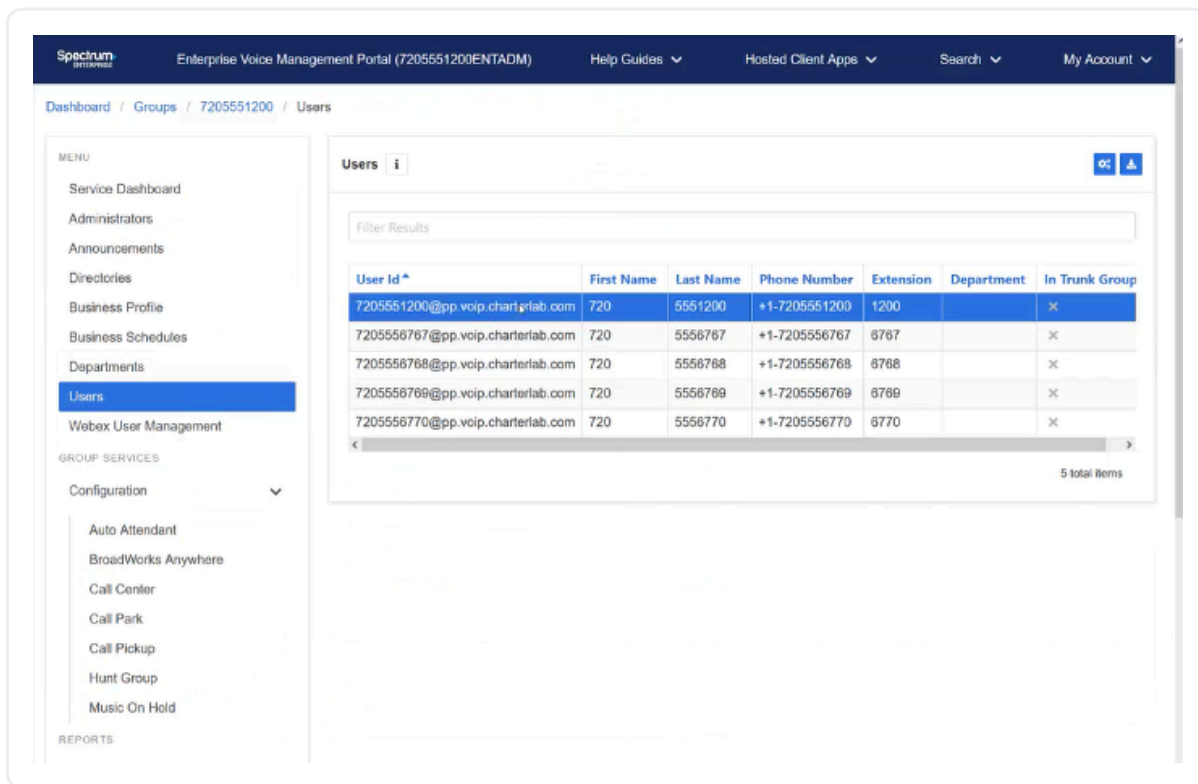 Spectrum ENTERPRISE Enterprise Voice Management Portal (7205551200ENTADM) Help Guides Hosted Client Apps Search My Account
Dashboard / Groups / 7205551200 / Users
MENU
Service Dashboard
Administrators
Announcements
Directories
Business Profile
Business Schedules
Departments
Users
Webex User Management
GROUP SERVICES
Configuration
Auto Attendant
BroadWorks Anywhere
Call Center
Call Park
Call Pickup
Hunt Group
Music On Hold
REPORTS
Users i
Filter Results
User Id First Name Last Name Phone Number Extension Department In Trunk Group
7205551200@pp.voip.charterlab.com 720 5551200 +1-7205551200 1200
7205556767@pp.voip.charterlab.com 720 5556767 +1-7205556767 6767
7205556768@pp.voip.charterlab.com 720 5556768 +1-7205556768 6768
7205556769@pp.voip.charterlab.com 720 5556769 +1-7205556769 6769
7205556770@pp.voip.charterlab.com 720 5556770 +1-7205556770 6770
5 total items